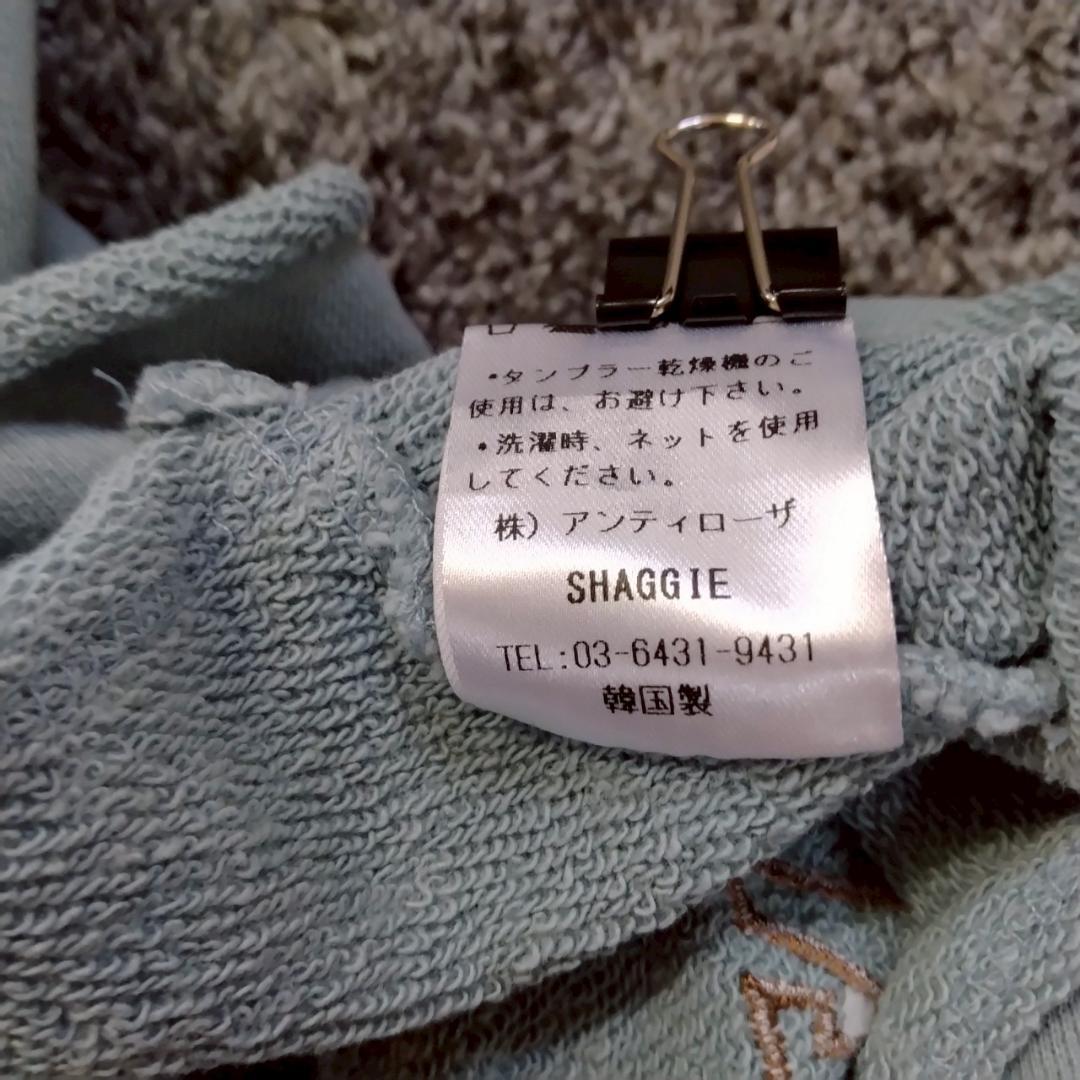 ・タンブラー乾燥機のご
使用は、お避け下さい。
・洗濯時、ネットを使用
してください。
株）アンティローザ
SHAGGIE
TEL:03-6431-9431
韓国製